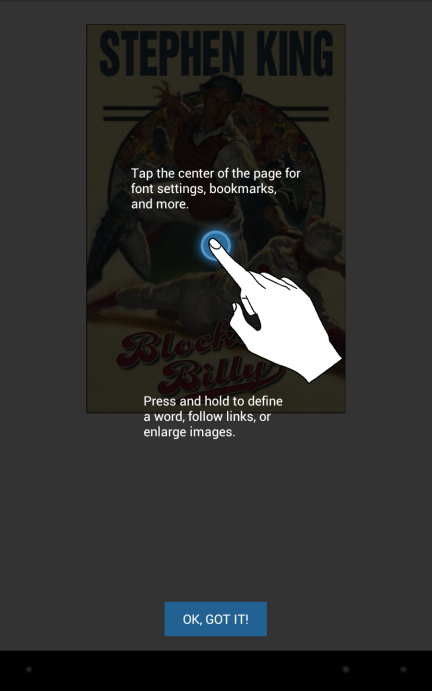 STEPHEN KING
Tap the center of the page for
font settings, bookmarks,
and more.
Billy
Press and hold to define
a word, follow links, or
enlarge images.
OK, GOT IT!